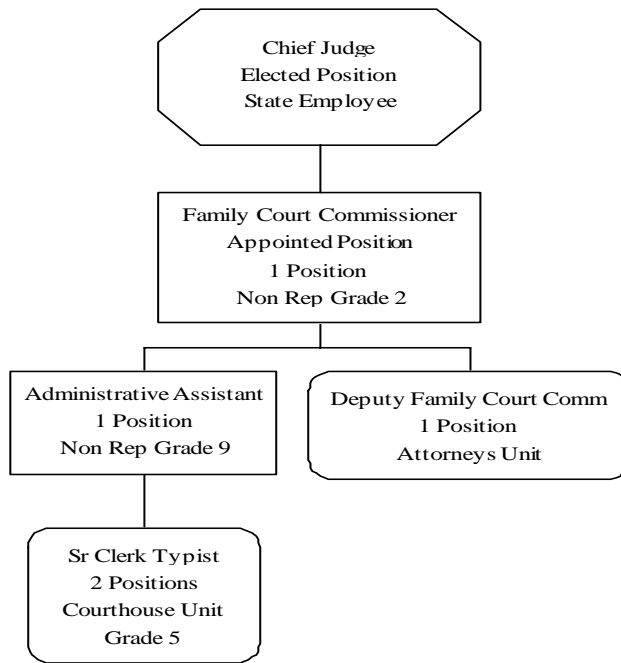 Chief Judge
Elected Position
State Employee
Family Court Commissioner
Appointed Position
1 Position
Non Rep Grade 2
Administrative Assistant
1 Position
Non Rep Grade 9
Deputy Family Court Comm
1 Position
Attorneys Unit
Sr Clerk Typist
2 Positions
Courthouse Unit
Grade 5